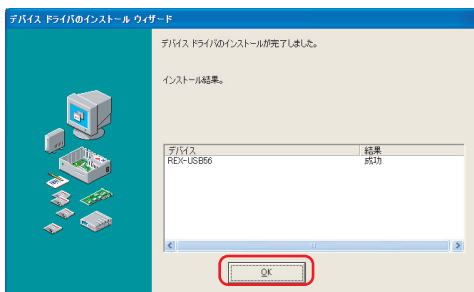 デバイス ドライバのインストール ウィザード
デバイス ドライバのインストールが完了しました。
インストール結果。
デバイス 結果
REX-USB56 成功
OK